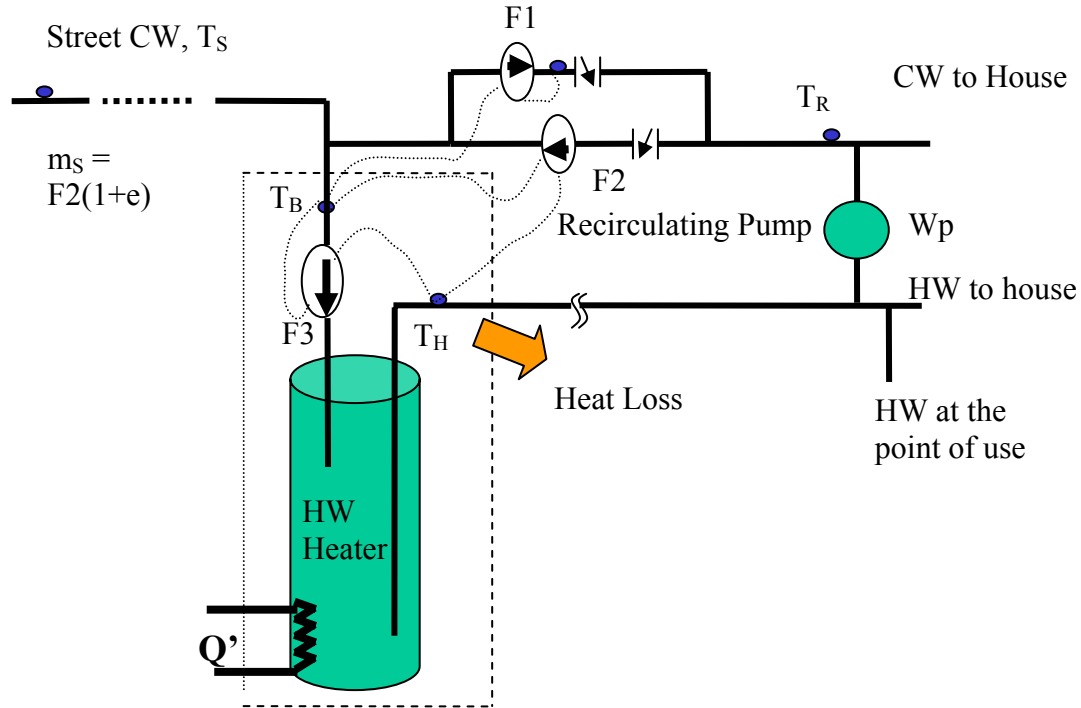 F1
Street CW, TS
CW to House
TR
F2
mS =
F2(1+e)
TB
Recirculating Pump
Wp
HW to house
F3
TH
Heat Loss
HW at the
point of use
HW
Heater
Q’